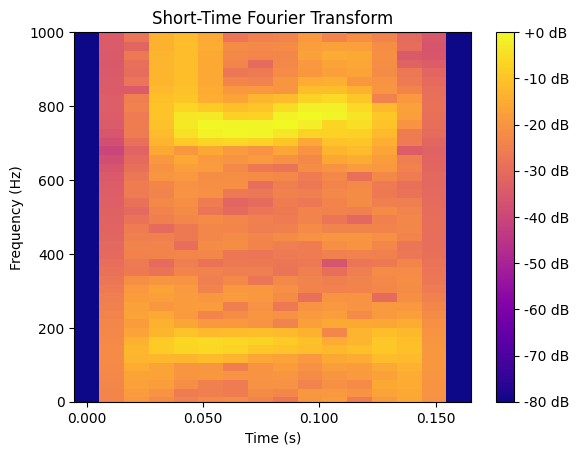 Short-Time Fourier Transform
Frequency (Hz)
1000
800
600
400
200
0
0.000
0.050
0.100
0.150
Time (s)
+0 dB
-10 dB
-20 dB
-30 dB
-40 dB
-50 dB
-60 dB
-70 dB
-80 dB